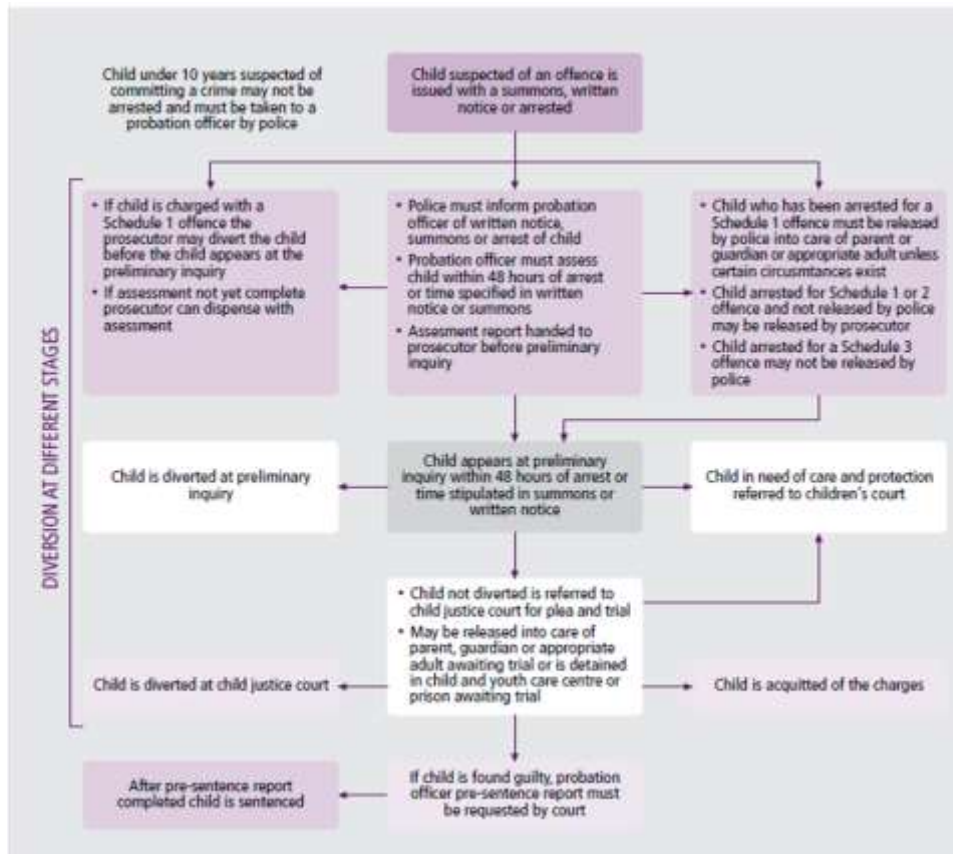 Child under 10 years suspected of
committing a crime may not be
arrested and must be taken to a
probation officer by police
Child suspected of an offence is
issued with a summons, written
notice or arrested
DIVERSION AT DIFFERENT STAGES
• If child is charged with a
Schedule 1 offence the
prosecutor may divert the child
before the child appears at the
preliminary inquiry
• If assessment not yet complete
prosecutor can dispense with
asessment
• Police must inform probation
officer of written notice,
summons or arrest of child
• Probation officer must assess
child within 48 hours of arrest
or time specified in written
notice or summons
• Assesment report handed to
prosecutor before preliminary
inquiry
• Child who has been arrested for a
Schedule 1 offence must be released
by police into care of parent or
guardian or appropriate adult unless
certain circusmtances exist
• Child arrested for Schedule 1 or 2
offence and not released by police
may be released by prosecutor
• Child arrested for a Schedule 3
offence may not be released by
police
Child is diverted at preliminary
inquiry
Child appears at preliminary
inquiry within 48 hours of arrest or
time stipulated in summons or
written notice
Child in need of care and protection
referred to children's court
• Child not diverted is referred to
child justice court for plea and trial
• May be released into care of
parent, guardian or appropriate
adult awaiting trial or is detained
in child and youth care centre or
prison awaiting trial
Child is diverted at child justice court
Child is acquitted of the charges
After pre-sentence report
completed child is sentenced
If child is found guilty, probation
officer pre-sentence report must
be requested by court